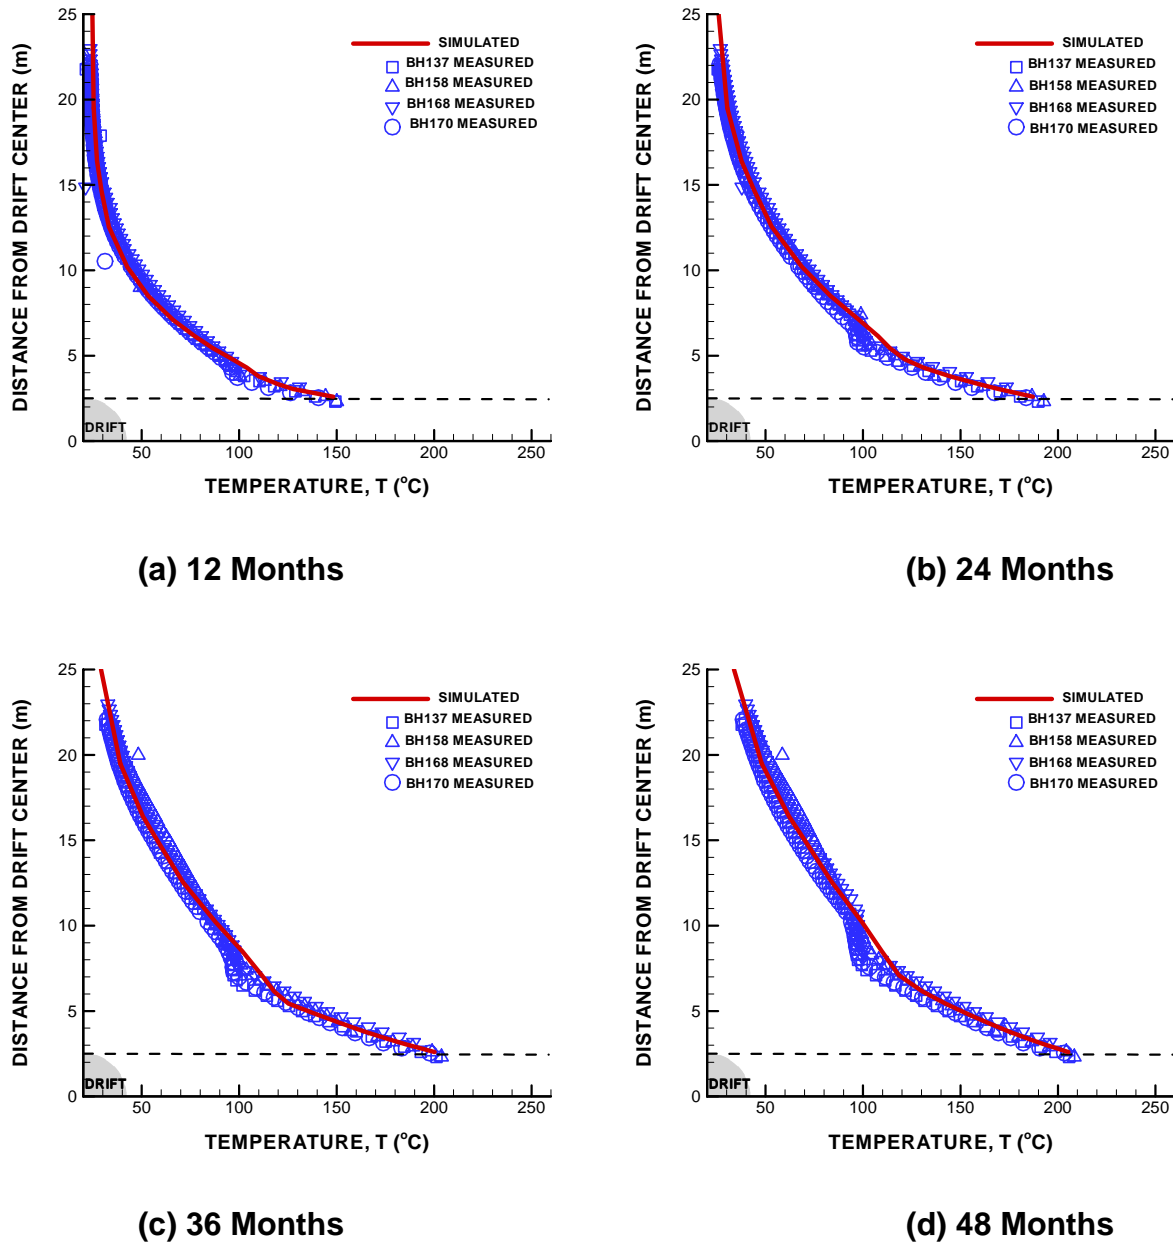 25
20
15
10
5
0
DISTANCE FROM DRIFT CENTER (m)
SIMULATED
BH137 MEASURED
BH158 MEASURED
BH168 MEASURED
BH170 MEASURED
DRIFT
50 100 150 200 250
TEMPERATURE, T (°C)
(a) 12 Months
25
20
15
10
5
0
DISTANCE FROM DRIFT CENTER (m)
SIMULATED
BH137 MEASURED
BH158 MEASURED
BH168 MEASURED
BH170 MEASURED
DRIFT
50 100 150 200 250
TEMPERATURE, T (°C)
(b) 24 Months
25
20
15
10
5
0
DISTANCE FROM DRIFT CENTER (m)
SIMULATED
BH137 MEASURED
BH158 MEASURED
BH168 MEASURED
BH170 MEASURED
DRIFT
50 100 150 200 250
TEMPERATURE, T (°C)
(c) 36 Months
25
20
15
10
5
0
DISTANCE FROM DRIFT CENTER (m)
SIMULATED
BH137 MEASURED
BH158 MEASURED
BH168 MEASURED
BH170 MEASURED
DRIFT
50 100 150 200 250
TEMPERATURE, T (°C)
(d) 48 Months